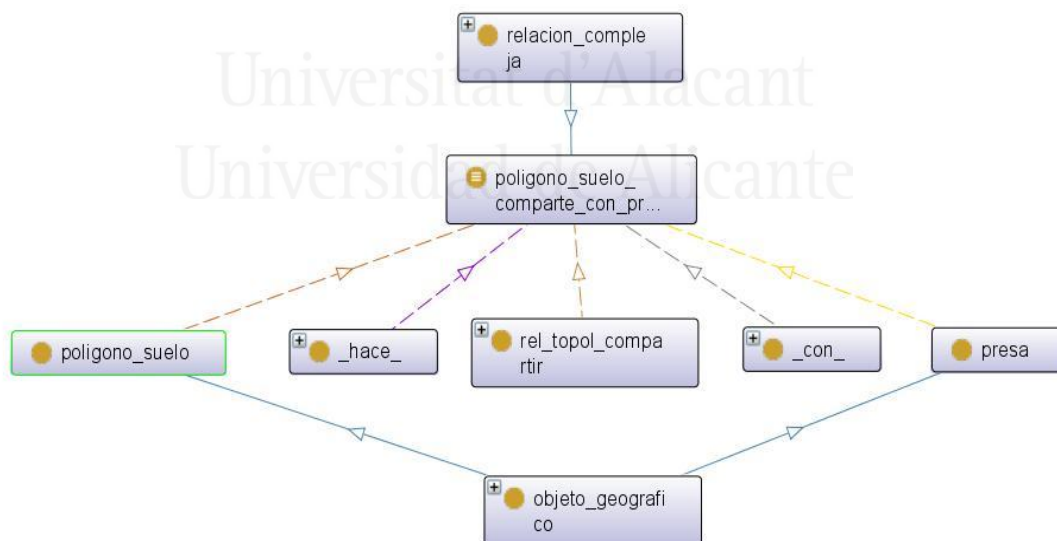 relacion_comple
ja
Universitat d'Alacant
Universidad de Alicante
poligono_suelo_
comparte_con_pr...
poligono_suelo
_hace_
rel_topol_compa
rtir
_con_
presa
objeto_geografi
co